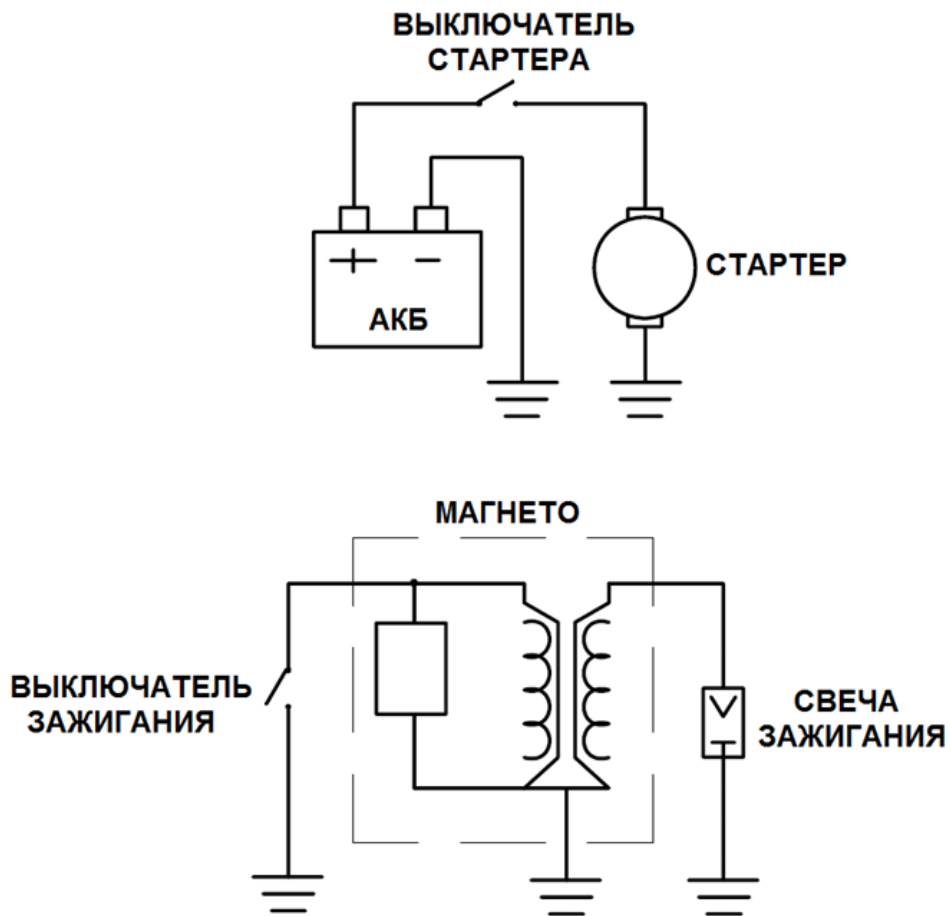 ВЫКЛЮЧАТЕЛЬ
СТАРТЕРА
+ −
АКБ
СТАРТЕР
МАГНЕТО
ВЫКЛЮЧАТЕЛЬ
ЗАЖИГАНИЯ
СВЕЧА
ЗАЖИГАНИЯ